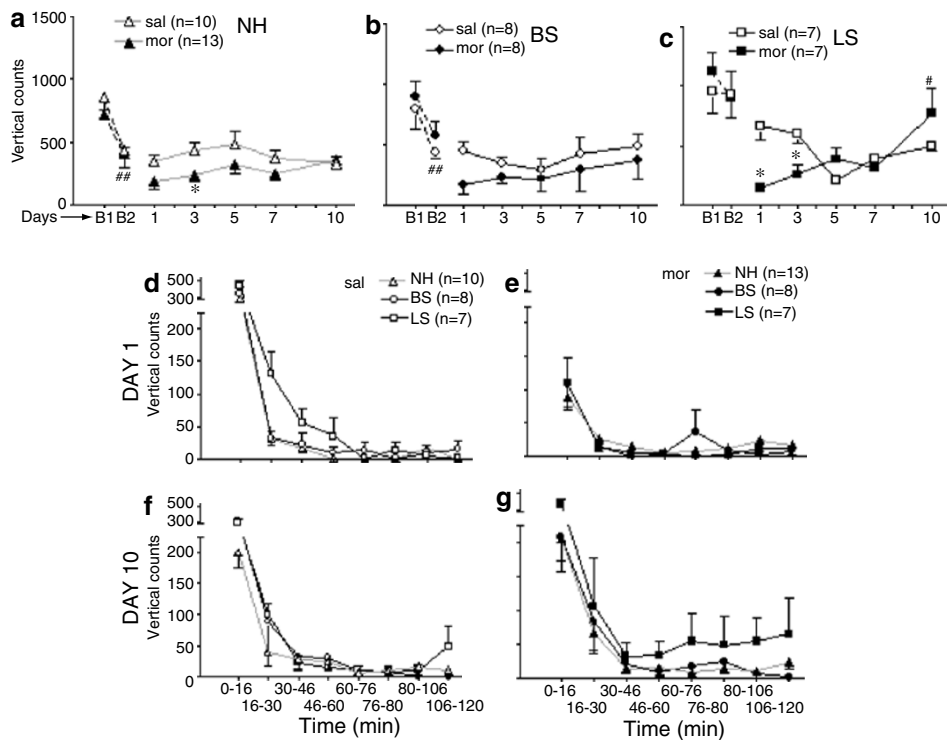 a
sal (n=10)
mor (n=13)
NH
b
sal (n=8)
mor (n=8)
BS
c
sal (n=7)
mor (n=7)
LS
Vertical counts
1500
1000
500
0
##
*
##
*
*
#
Days
B1 B2 1 3 5 7 10
B1 B2 1 3 5 7 10
B1 B2 1 3 5 7 10
d
sal
NH (n=10)
BS (n=8)
LS (n=7)
e
mor
NH (n=13)
BS (n=8)
LS (n=7)
DAY 1
Vertical counts
500
300
200
150
100
50
0
f
g
DAY 10
Vertical counts
500
300
200
150
100
50
0
0-16 30-46 60-76 80-106
16-30 46-60 76-80 106-120
Time (min)
0-16 30-46 60-76 80-106
16-30 46-60 76-80 106-120
Time (min)